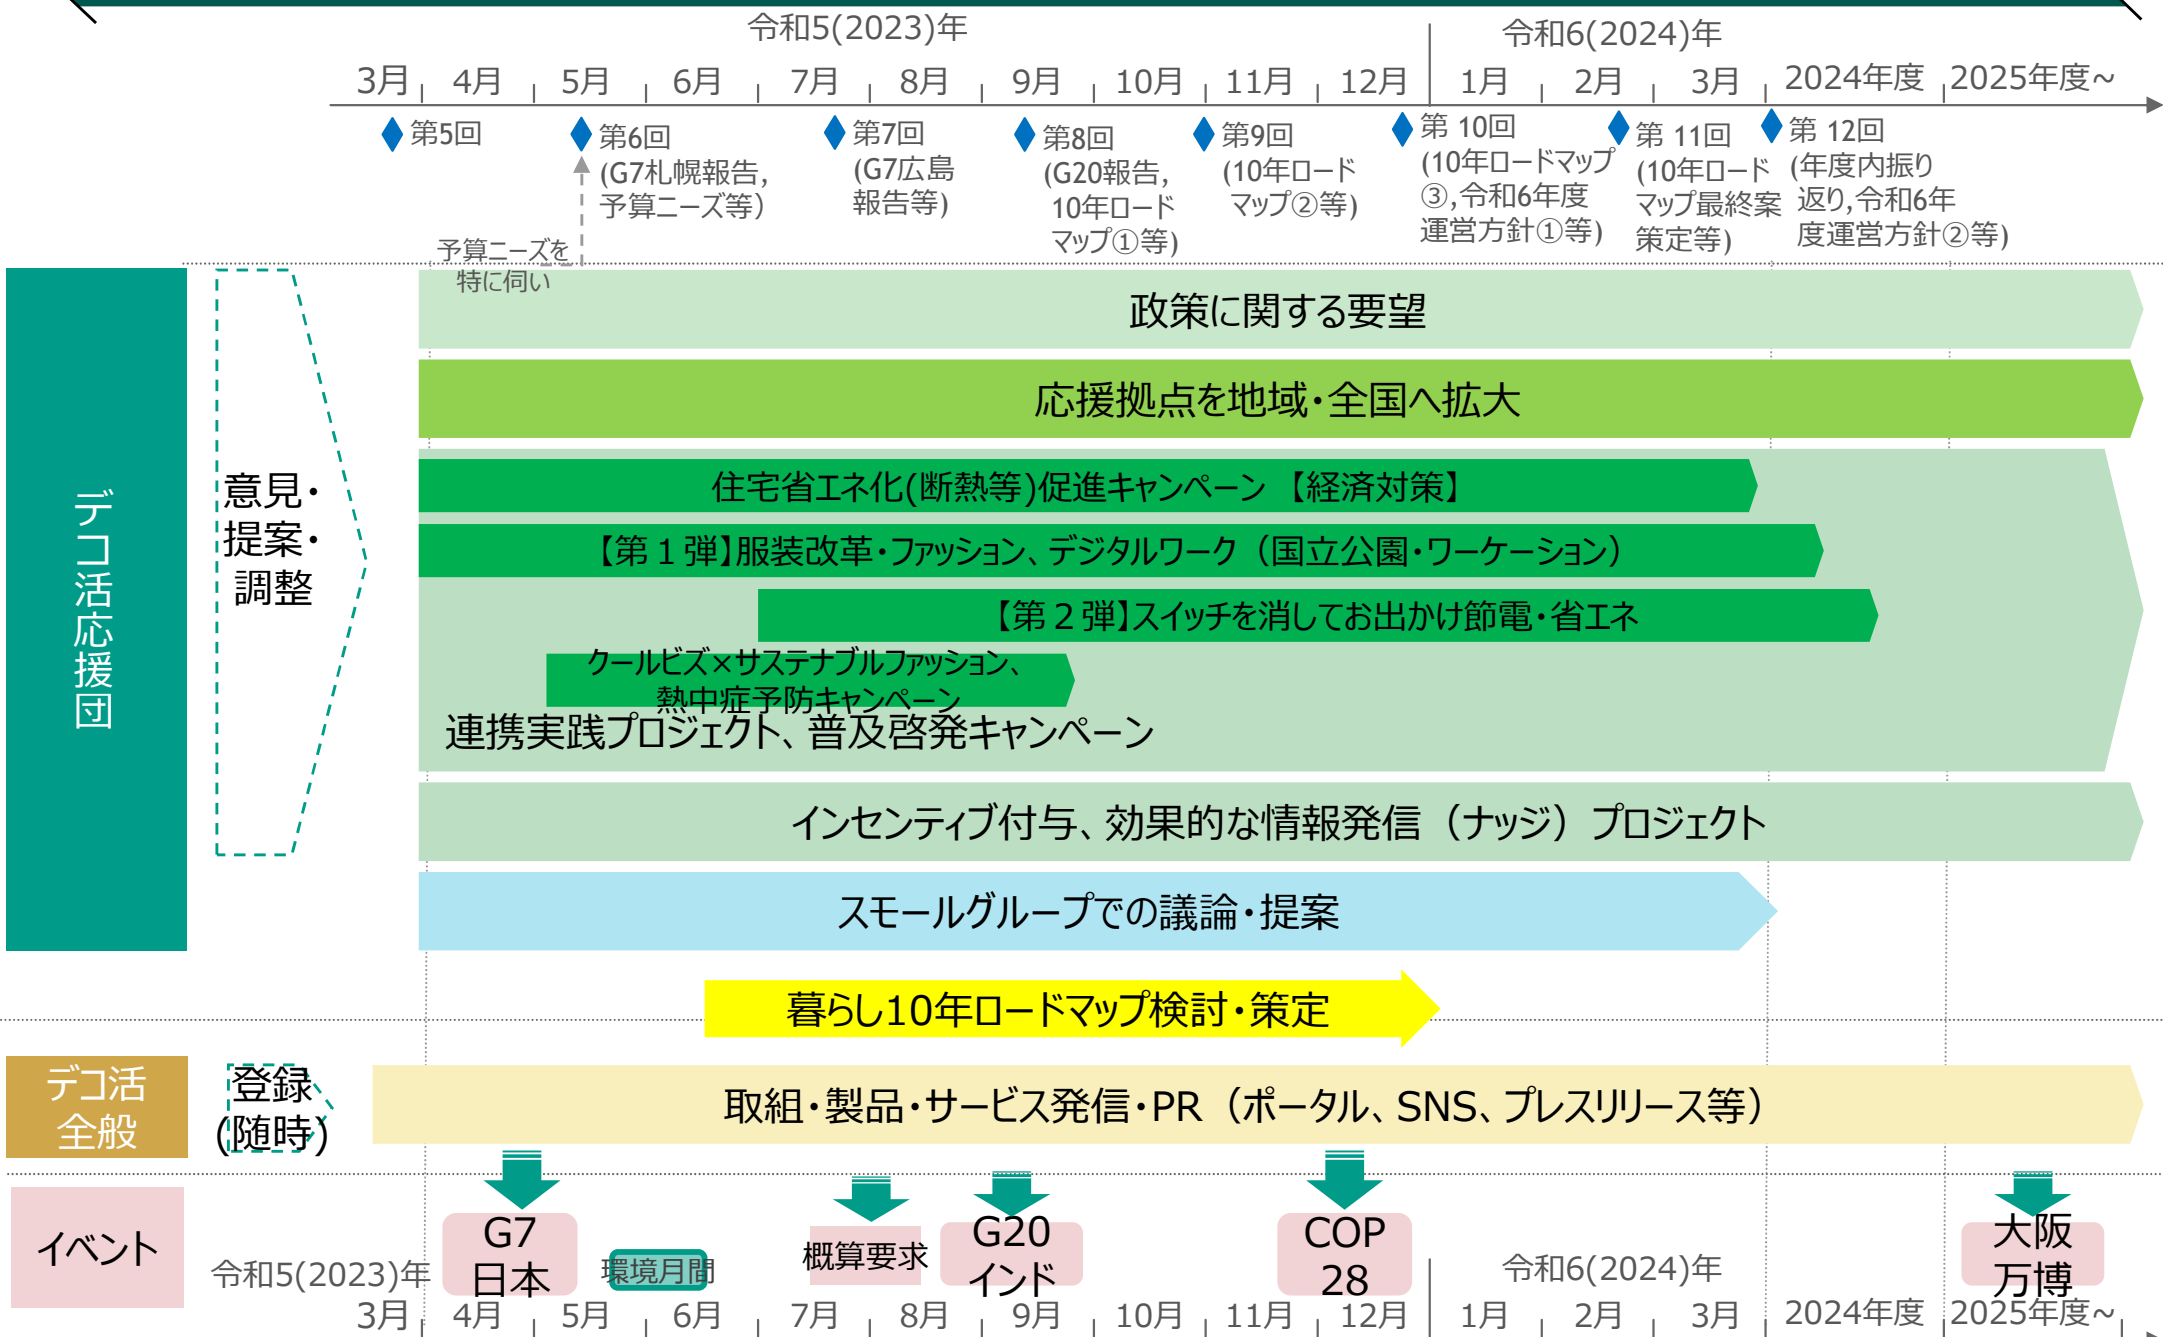 令和5(2023)年
令和6(2024)年
3月 4月 5月 6月 7月 8月 9月 10月 11月 12月 1月 2月 3月 2024年度 2025年度~
第5回
第6回
(G7札幌報告,
予算ニーズ等)
第7回
(G7広島
報告等)
第8回
(G20報告,
10年ロード
マップ①等)
第9回
(10年ロード
マップ②等)
第 10回
(10年ロードマップ
③,令和6年度
運営方針①等)
第 11回
(10年ロード
マップ最終案
策定等)
第 12回
(年度内振り
返り,令和6年
度運営方針②等)
予算ニーズを
特に伺い
デコ活応援団
意見・
提案・
調整
政策に関する要望
応援拠点を地域・全国へ拡大
住宅省エネ化(断熱等)促進キャンペーン【経済対策】
【第1弾】服装改革・ファッション、デジタルワーク（国立公園・ワーケーション）
【第2弾】スイッチを消してお出かけ節電・省エネ
クールビズ×サステナブルファッション、
熱中症予防キャンペーン
連携実践プロジェクト、普及啓発キャンペーン
インセンティブ付与、効果的な情報発信（ナッジ）プロジェクト
スモールグループでの議論・提案
暮らし10年ロードマップ検討・策定
デコ活
全般
登録
(随時)
取組・製品・サービス発信・PR（ポータル、SNS、プレスリリース等）
イベント
G7
日本
環境月間
概算要求
G20
インド
COP
28
大阪
万博
令和5(2023)年
令和6(2024)年
3月 4月 5月 6月 7月 8月 9月 10月 11月 12月 1月 2月 3月 2024年度 2025年度~